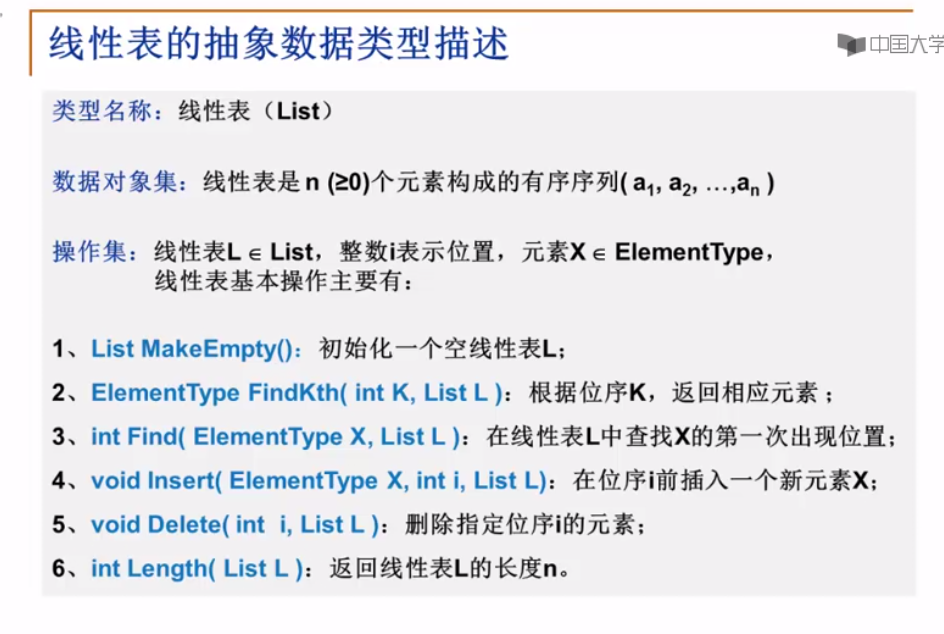 线性表的抽象数据类型描述
中国大学
类型名称：线性表（List）
数据对象集：线性表是 n (≥0)个元素构成的有序序列( a1, a2, …,an )
操作集：线性表L ∈ List，整数i表示位置，元素X ∈ ElementType，
线性表基本操作主要有：
1、List MakeEmpty()：初始化一个空线性表L；
2、ElementType FindKth( int K, List L )：根据位序K，返回相应元素；
3、int Find( ElementType X, List L )：在线性表L中查找X的第一次出现位置；
4、void Insert( ElementType X, int i, List L)：在位序i前插入一个新元素X；
5、void Delete( int i, List L )：删除指定位序i的元素；
6、int Length( List L )：返回线性表L的长度n。